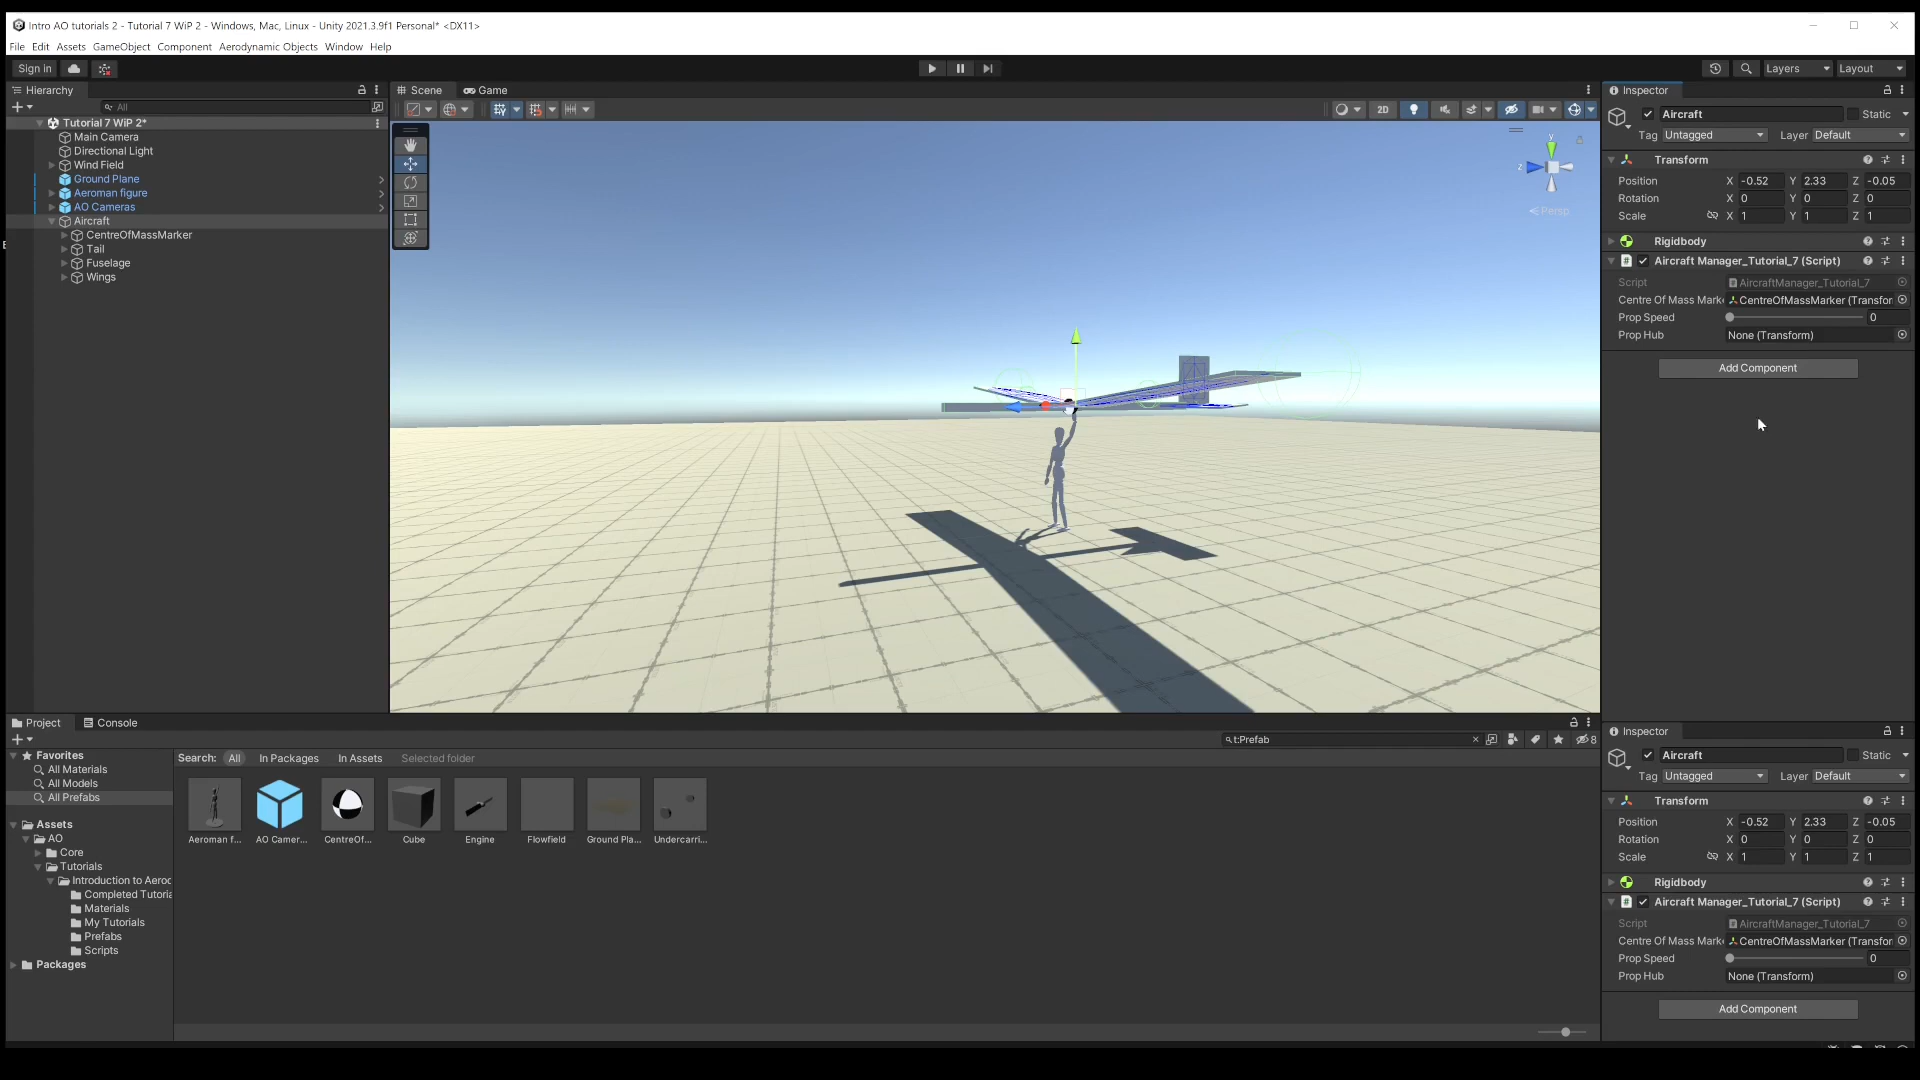 Intro AO tutorials 2 - Tutorial 7 WiP 2 - Windows, Mac, Linux - Unity 2021.3.9f1 Personal* <DX11>
File Edit Assets GameObject Component Aerodynamic Objects Window Help
Sign in
Layers
Layout
Hierarchy
All
Tutorial 7 WiP 2*
Main Camera
Directional Light
Wind Field
Ground Plane
Aeroman figure
AO Cameras
Aircraft
CentreOfMassMarker
Tail
Fuselage
Wings
Scene
Game
2D
y
z
Persp
Inspector
Aircraft
Static
Tag Untagged
Layer Default
Transform
Position X -0.52 Y 2.33 Z -0.05
Rotation X 0 Y 0 Z 0
Scale X 1 Y 1 Z 1
Rigidbody
# Aircraft Manager_Tutorial_7 (Script)
Script AircraftManager_Tutorial_7
Centre Of Mass Mark CentreOfMassMarker (Transfor
Prop Speed 0
Prop Hub None (Transform)
Add Component
Project
Console
t:Prefab
8
Favorites
All Materials
All Models
All Prefabs
Assets
AO
Core
Tutorials
Introduction to Aeroc
Completed Tutoria
Materials
My Tutorials
Prefabs
Scripts
Packages
Search: All In Packages In Assets Selected folder
Aeroman f...
AO Camer...
CentreOf...
Cube
Engine
Flowfield
Ground Pla...
Undercarri...
Inspector
Aircraft
Static
Tag Untagged
Layer Default
Transform
Position X -0.52 Y 2.33 Z -0.05
Rotation X 0 Y 0 Z 0
Scale X 1 Y 1 Z 1
Rigidbody
# Aircraft Manager_Tutorial_7 (Script)
Script AircraftManager_Tutorial_7
Centre Of Mass Mark CentreOfMassMarker (Transfor
Prop Speed 0
Prop Hub None (Transform)
Add Component